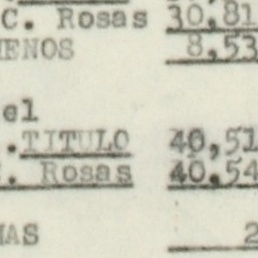 C. Rosas 30,81
ENOS 8,53
el
.TITULO 40,51
. Rosas 40.54
AS 2